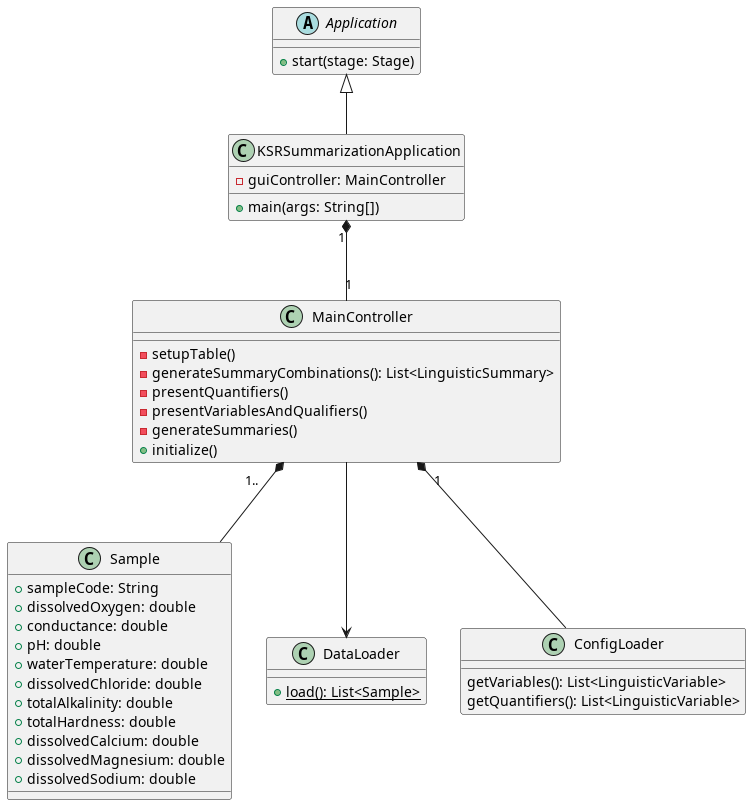 A Application
start(stage: Stage)
C KSRSummarizationApplication
guiController: MainController
main(args: String[])
1
1
C MainController
setupTable()
generateSummaryCombinations(): List<LinguisticSummary>
presentQuantifiers()
presentVariablesAndQualifiers()
generateSummaries()
initialize()
1..
1
C Sample
sampleCode: String
dissolvedOxygen: double
conductance: double
pH: double
waterTemperature: double
dissolvedChloride: double
totalAlkalinity: double
totalHardness: double
dissolvedCalcium: double
dissolvedMagnesium: double
dissolvedSodium: double
C DataLoader
load(): List<Sample>
C ConfigLoader
getVariables(): List<LinguisticVariable>
getQuantifiers(): List<LinguisticVariable>